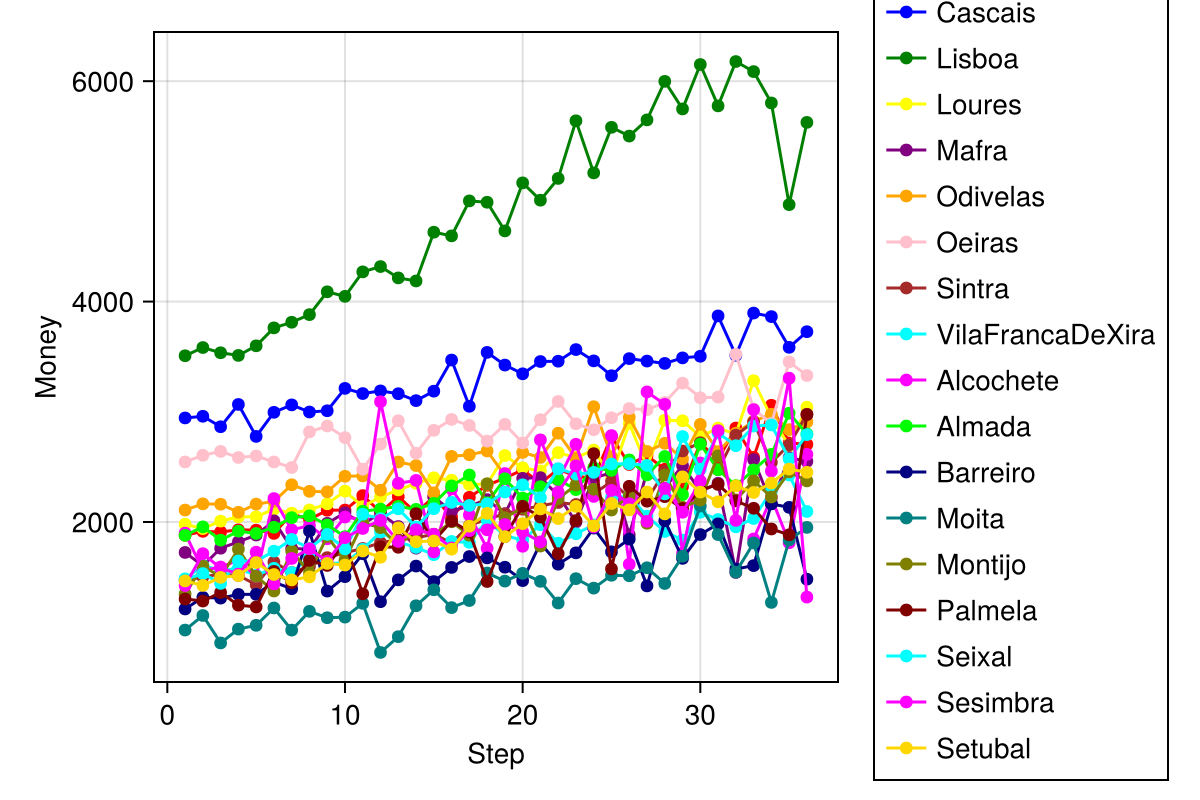 Cascais
Lisboa
Loures
Mafra
Odivelas
Oeiras
Sintra
VilaFrancaDeXira
Alcochete
Almada
Barreiro
Moita
Montijo
Palmela
Seixal
Sesimbra
Setubal
6000
4000
2000
Money
0 10 20 30
Step